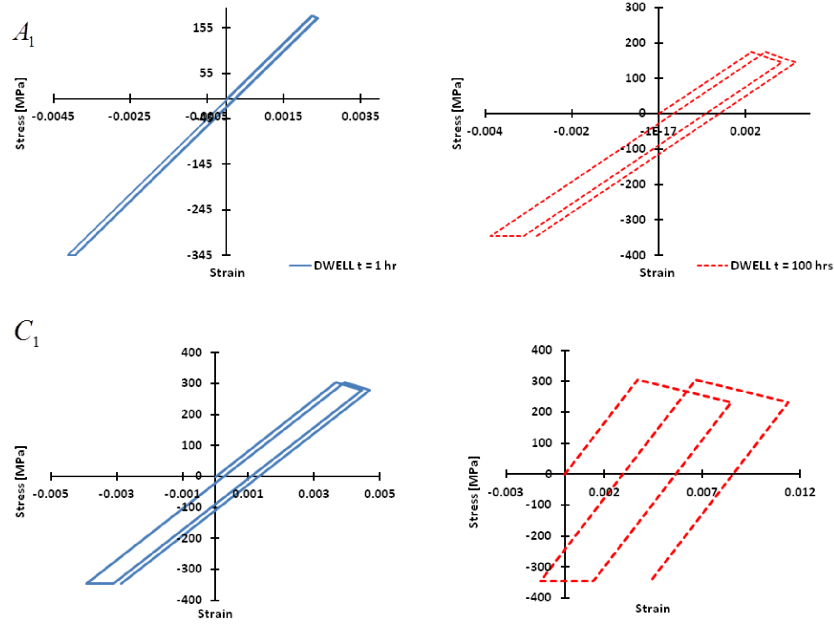 A1
Stress [MPa]
155
55
-45
-145
-245
-345
-0.0045 -0.0025 -0.0005 0.0015 0.0035
Strain
DWELL t = 1 hr
Stress [MPa]
300
200
100
0
-100
-200
-300
-400
-0.004 -0.002 -1E-17 0.002
Strain
DWELL t = 100 hrs
C1
Stress [MPa]
400
300
200
100
0
-100
-200
-300
-400
-0.005 -0.003 -0.001 0.001 0.003 0.005
Strain
Stress [MPa]
400
300
200
100
0
-100
-200
-300
-400
-0.003 0.002 0.007 0.012
Strain